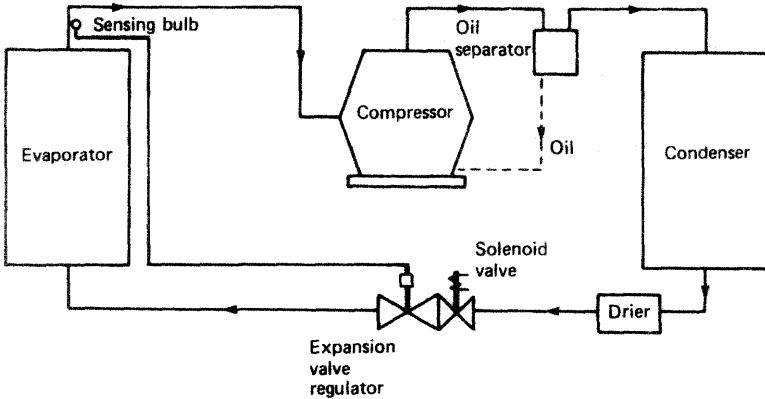 Sensing bulb
Oil
separator
Compressor
Evaporator
Oil
Condenser
Solenoid
valve
Drier
Expansion
valve
regulator